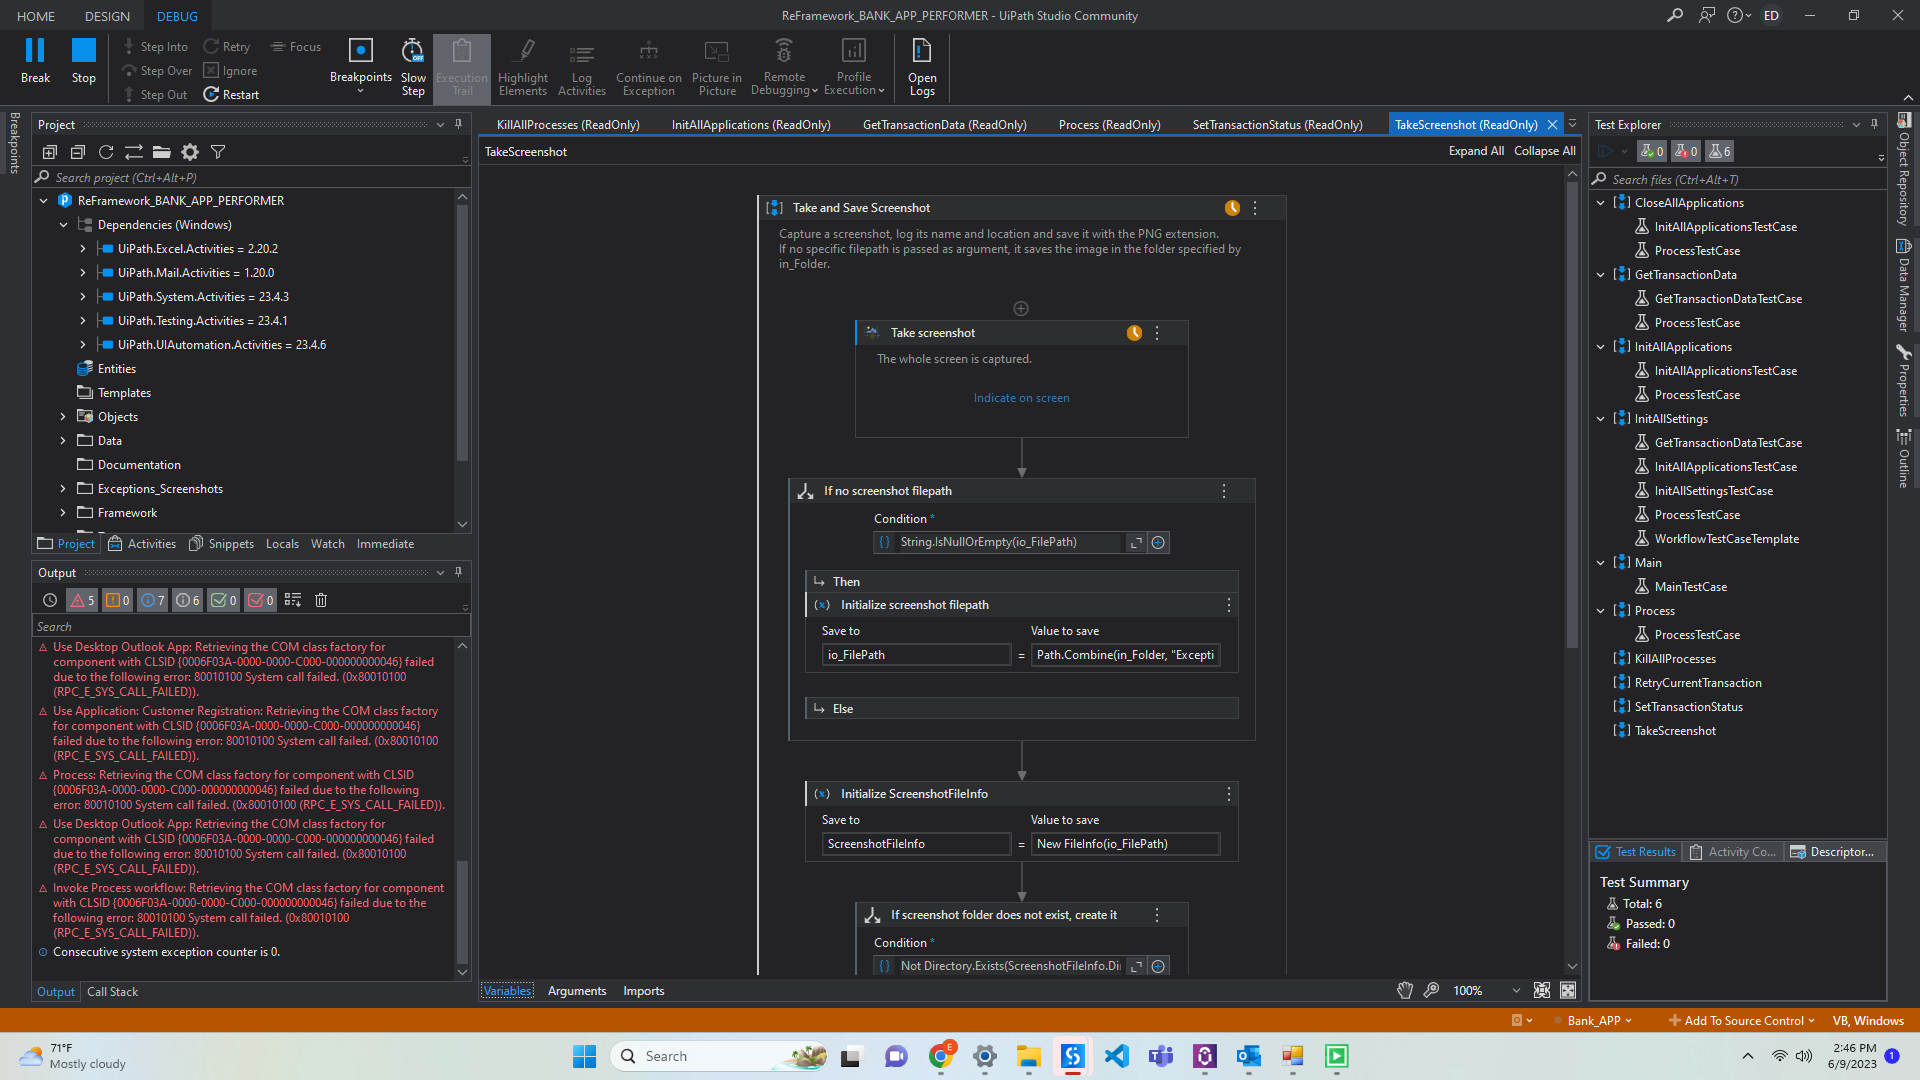 HOME
DESIGN
DEBUG
ReFramework_BANK_APP_PERFORMER - UiPath Studio Community
ED
Break
Stop
Step Into
Step Over
Step Out
Retry
Ignore
Restart
Focus
Breakpoints
Slow
Step
Execution
Trail
Highlight
Elements
Log
Activities
Continue on
Exception
Picture in
Picture
Remote
Debugging
Profile
Execution
Open
Logs
Breakpoints
Project
Search project (Ctrl+Alt+P)
ReFramework_BANK_APP_PERFORMER
Dependencies (Windows)
UiPath.Excel.Activities = 2.20.2
UiPath.Mail.Activities = 1.20.0
UiPath.System.Activities = 23.4.3
UiPath.Testing.Activities = 23.4.1
UiPath.UIAutomation.Activities = 23.4.6
Entities
Templates
Objects
Data
Documentation
Exceptions_Screenshots
Framework
Project
Activities
Snippets
Locals
Watch
Immediate
Output
5
0
7
6
0
0
Search
Use Desktop Outlook App: Retrieving the COM class factory for
component with CLSID {0006F03A-0000-0000-C000-000000000046} failed
due to the following error: 80010100 System call failed. (0x80010100
(RPC_E_SYS_CALL_FAILED)).
Use Application: Customer Registration: Retrieving the COM class factory
for component with CLSID {0006F03A-0000-0000-C000-000000000046}
failed due to the following error: 80010100 System call failed. (0x80010100
(RPC_E_SYS_CALL_FAILED)).
Process: Retrieving the COM class factory for component with CLSID
{0006F03A-0000-0000-C000-000000000046} failed due to the following
error: 80010100 System call failed. (0x80010100 (RPC_E_SYS_CALL_FAILED)).
Use Desktop Outlook App: Retrieving the COM class factory for
component with CLSID {0006F03A-0000-0000-C000-000000000046} failed
due to the following error: 80010100 System call failed. (0x80010100
(RPC_E_SYS_CALL_FAILED)).
Invoke Process workflow: Retrieving the COM class factory for component
with CLSID {0006F03A-0000-0000-C000-000000000046} failed due to the
following error: 80010100 System call failed. (0x80010100
(RPC_E_SYS_CALL_FAILED)).
Consecutive system exception counter is 0.
Output
Call Stack
KillAllProcesses (ReadOnly)
InitAllApplications (ReadOnly)
GetTransactionData (ReadOnly)
Process (ReadOnly)
SetTransactionStatus (ReadOnly)
TakeScreenshot (ReadOnly)
TakeScreenshot
Expand All
Collapse All
Take and Save Screenshot
Capture a screenshot, log its name and location and save it with the PNG extension.
If no specific filepath is passed as argument, it saves the image in the folder specified by
in_Folder.
Take screenshot
The whole screen is captured.
Indicate on screen
If no screenshot filepath
Condition *
String.IsNullOrEmpty(io_FilePath)
Then
Initialize screenshot filepath
Save to
Value to save
io_FilePath
=
Path.Combine(in_Folder, "Excepti
Else
Initialize ScreenshotFileInfo
Save to
Value to save
ScreenshotFileInfo
=
New FileInfo(io_FilePath)
If screenshot folder does not exist, create it
Condition *
Not Directory.Exists(ScreenshotFileInfo.Di
Variables
Arguments
Imports
100%
Test Explorer
0
0
6
Search files (Ctrl+Alt+T)
CloseAllApplications
InitAllApplicationsTestCase
ProcessTestCase
GetTransactionData
GetTransactionDataTestCase
ProcessTestCase
InitAllApplications
InitAllApplicationsTestCase
ProcessTestCase
InitAllSettings
GetTransactionDataTestCase
InitAllApplicationsTestCase
InitAllSettingsTestCase
ProcessTestCase
WorkflowTestCaseTemplate
Main
MainTestCase
Process
ProcessTestCase
KillAllProcesses
RetryCurrentTransaction
SetTransactionStatus
TakeScreenshot
Test Results
Activity Co...
Descriptor...
Test Summary
Total: 6
Passed: 0
Failed: 0
Object Repository
Data Manager
Properties
Outline
Bank_APP
Add To Source Control
VB, Windows
71°F
Mostly cloudy
Search
E
2:46 PM
6/9/2023
1